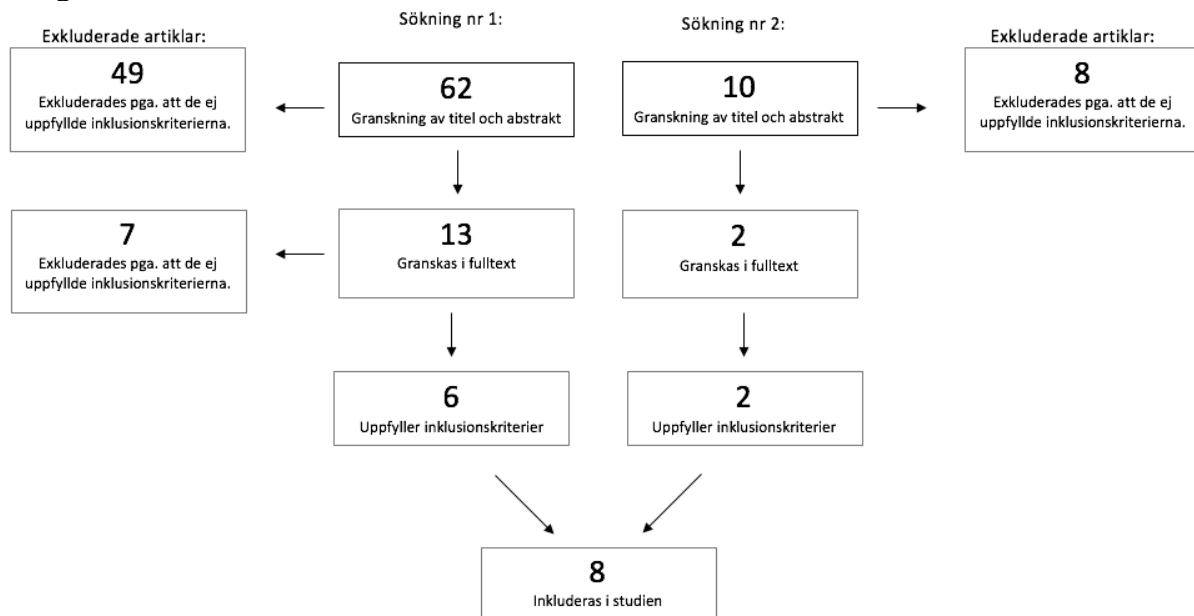 Sökning nr 1:
Sökning nr 2:
Exkluderade artiklar:
Exkluderade artiklar:
49
Exkluderades pga. att de ej
uppfyllde inklusionskriterierna.
62
Granskning av titel och abstrakt
10
Granskning av titel och abstrakt
8
Exkluderades pga. att de ej
uppfyllde inklusionskriterierna.
7
Exkluderades pga. att de ej
uppfyllde inklusionskriterierna.
13
Granskas i fulltext
2
Granskas i fulltext
6
Uppfyller inklusionskriterier
2
Uppfyller inklusionskriterier
8
Inkluderas i studien